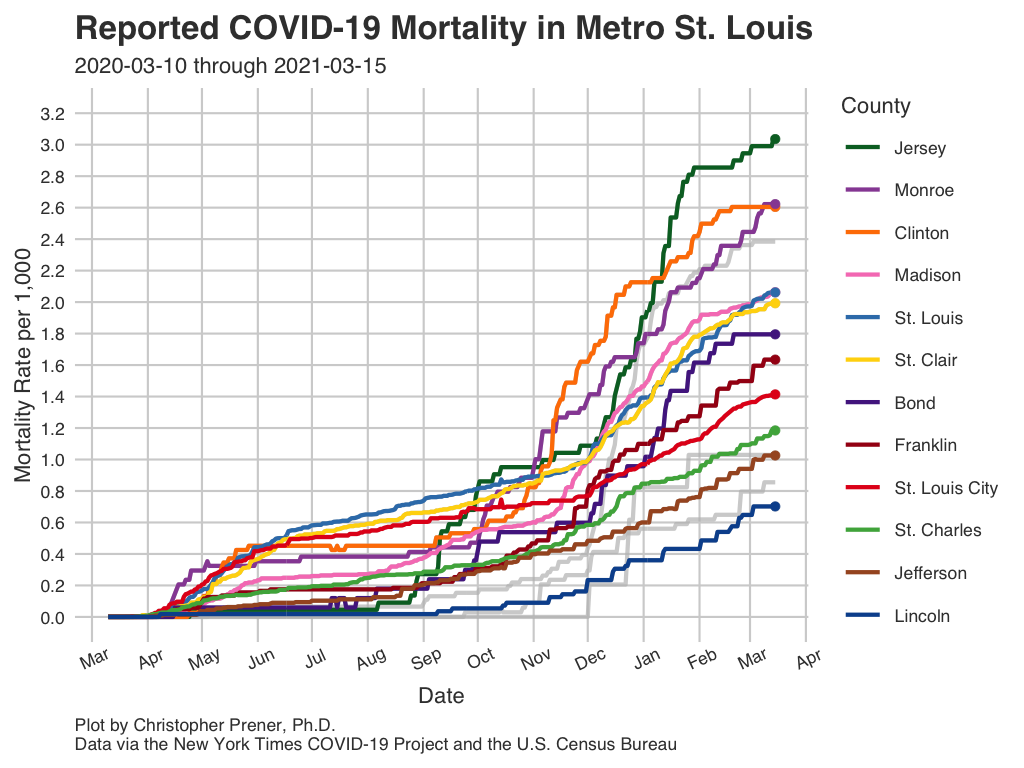 Reported COVID-19 Mortality in Metro St. Louis
2020-03-10 through 2021-03-15
Mortality Rate per 1,000
3.2
3.0
2.8
2.6
2.4
2.2
2.0
1.8
1.6
1.4
1.2
1.0
0.8
0.6
0.4
0.2
0.0
Mar Apr May Jun Jul Aug Sep Oct Nov Dec Jan Feb Mar Apr
Date
County
Jersey
Monroe
Clinton
Madison
St. Louis
St. Clair
Bond
Franklin
St. Louis City
St. Charles
Jefferson
Lincoln
Plot by Christopher Prener, Ph.D.
Data via the New York Times COVID-19 Project and the U.S. Census Bureau